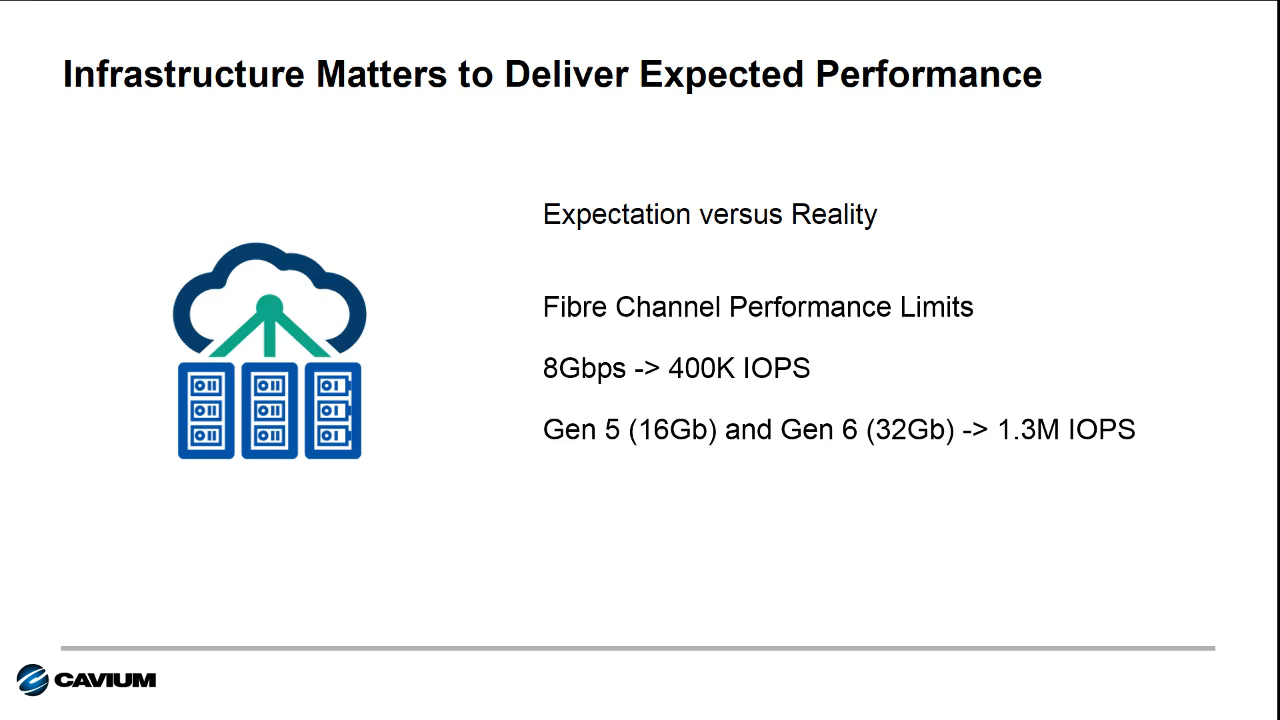 Infrastructure Matters to Deliver Expected Performance
Expectation versus Reality
Fibre Channel Performance Limits
8Gbps -> 400K IOPS
Gen 5 (16Gb) and Gen 6 (32Gb) -> 1.3M IOPS
CAVIUM